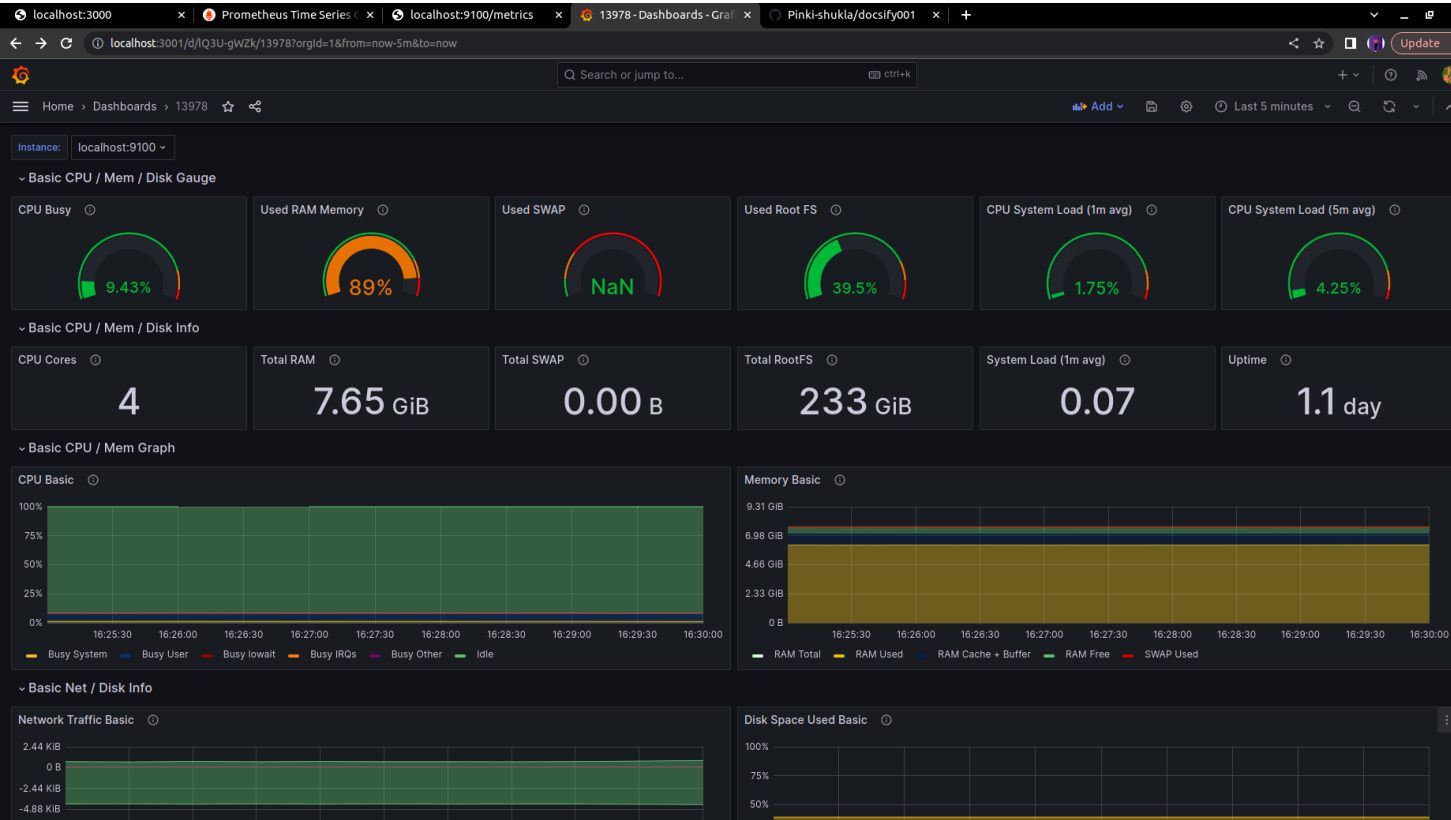 localhost:3000 Prometheus Time Series C localhost:9100/metrics 13978 - Dashboards - Graf Pinki-shukla/docsify001
localhost:3001/d/lQ3U-gWZk/13978?orgId=1&from=now-5m&to=now Update
Search or jump to... ctrl+k
Home › Dashboards › 13978 Add Last 5 minutes
Instance: localhost:9100
Basic CPU / Mem / Disk Gauge
CPU Busy Used RAM Memory Used SWAP Used Root FS CPU System Load (1m avg) CPU System Load (5m avg)
9.43% 89% NaN 39.5% 1.75% 4.25%
Basic CPU / Mem / Disk Info
CPU Cores Total RAM Total SWAP Total RootFS System Load (1m avg) Uptime
4 7.65 GiB 0.00 B 233 GiB 0.07 1.1 day
Basic CPU / Mem Graph
CPU Basic Memory Basic
100% 9.31 GiB
75% 6.98 GiB
50% 4.66 GiB
25% 2.33 GiB
0% 0 B
16:25:30 16:26:00 16:26:30 16:27:00 16:27:30 16:28:00 16:28:30 16:29:00 16:29:30 16:30:00 16:25:30 16:26:00 16:26:30 16:27:00 16:27:30 16:28:00 16:28:30 16:29:00 16:29:30 16:30:00
Busy System Busy User Busy Iowait Busy IRQs Busy Other Idle RAM Total RAM Used RAM Cache + Buffer RAM Free SWAP Used
Basic Net / Disk Info
Network Traffic Basic Disk Space Used Basic
2.44 KiB 100%
0 B
75%
-2.44 KiB
-4.88 KiB 50%